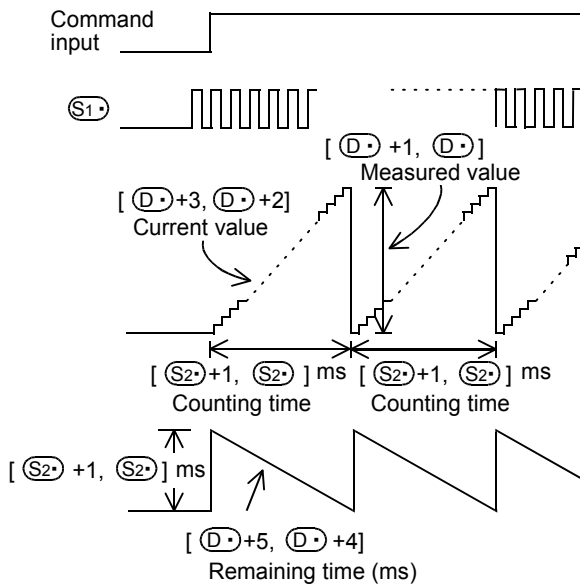 Command
input
S1•
[ D• +1, D• ]
Measured value
[ D• +3, D• +2]
Current value
[ S2• +1, S2• ] ms
Counting time
[ S2• +1, S2• ] ms
Counting time
[ S2• +1, S2• ] ms
[ D• +5, D• +4]
Remaining time (ms)